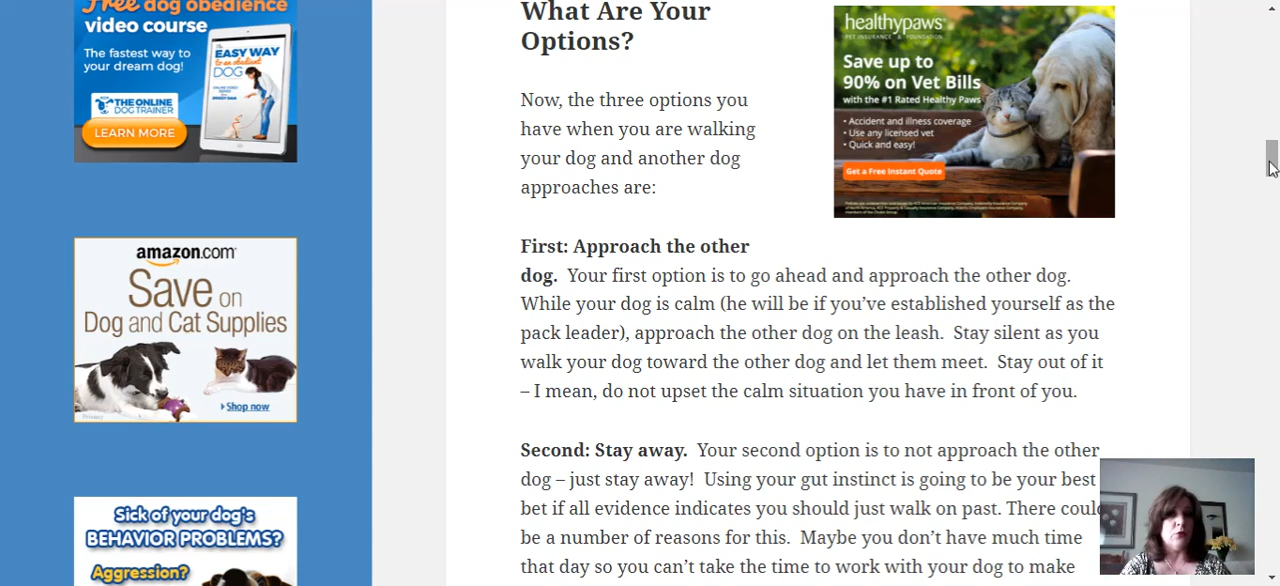 Free dog obedience
video course
The fastest way to
your dream dog!
THE EASY WAY
to an obedient
DOG
THE ONLINE
DOG TRAINER
LEARN MORE
amazon.com
Save on
Dog and Cat Supplies
Shop now
Privacy
Sick of your dog's
BEHAVIOR PROBLEMS?
Aggression?
What Are Your
Options?
Now, the three options you
have when you are walking
your dog and another dog
approaches are:
healthypaws
PET INSURANCE & FOUNDATION
Save up to
90% on Vet Bills
with the #1 Rated Healthy Paws
• Accident and illness coverage
• Use any licensed vet
• Quick and easy!
Get a Free Instant Quote
First: Approach the other
dog. Your first option is to go ahead and approach the other dog.
While your dog is calm (he will be if you’ve established yourself as the
pack leader), approach the other dog on the leash. Stay silent as you
walk your dog toward the other dog and let them meet. Stay out of it
– I mean, do not upset the calm situation you have in front of you.
Second: Stay away. Your second option is to not approach the other
dog – just stay away! Using your gut instinct is going to be your best
bet if all evidence indicates you should just walk on past. There could
be a number of reasons for this. Maybe you don’t have much time
that day so you can’t take the time to work with your dog to make